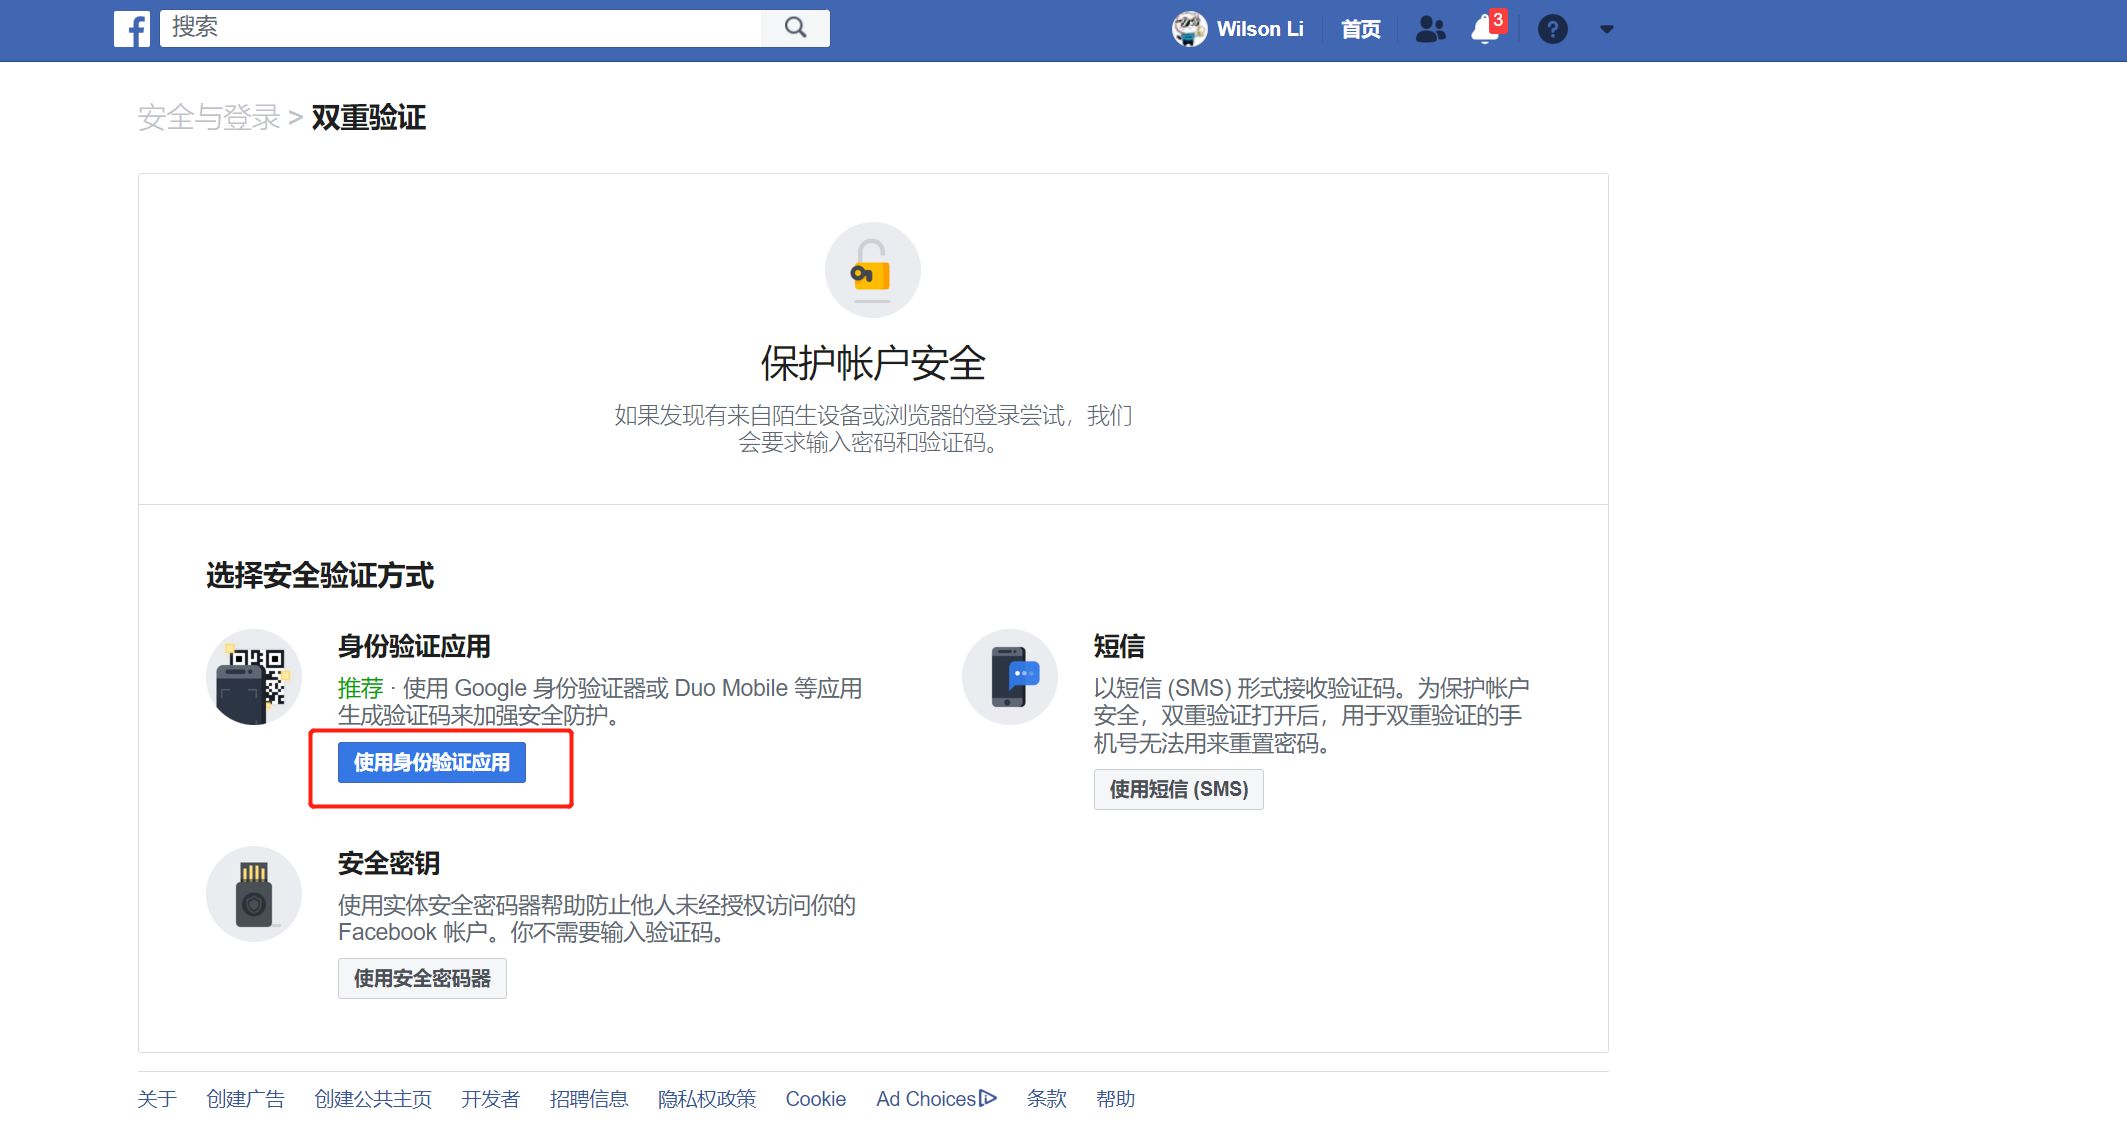 搜索
Wilson Li
首页
3
安全与登录 > 双重验证
保护帐户安全
如果发现有来自陌生设备或浏览器的登录尝试，我们
会要求输入密码和验证码。
选择安全验证方式
身份验证应用
推荐 · 使用 Google 身份验证器或 Duo Mobile 等应用
生成验证码来加强安全防护。
使用身份验证应用
短信
以短信 (SMS) 形式接收验证码。为保护帐户
安全，双重验证打开后，用于双重验证的手
机号无法用来重置密码。
使用短信 (SMS)
安全密钥
使用实体安全密码器帮助防止他人未经授权访问你的
Facebook 帐户。你不需要输入验证码。
使用安全密码器
关于 创建广告 创建公共主页 开发者 招聘信息 隐私权政策 Cookie Ad Choices 条款 帮助